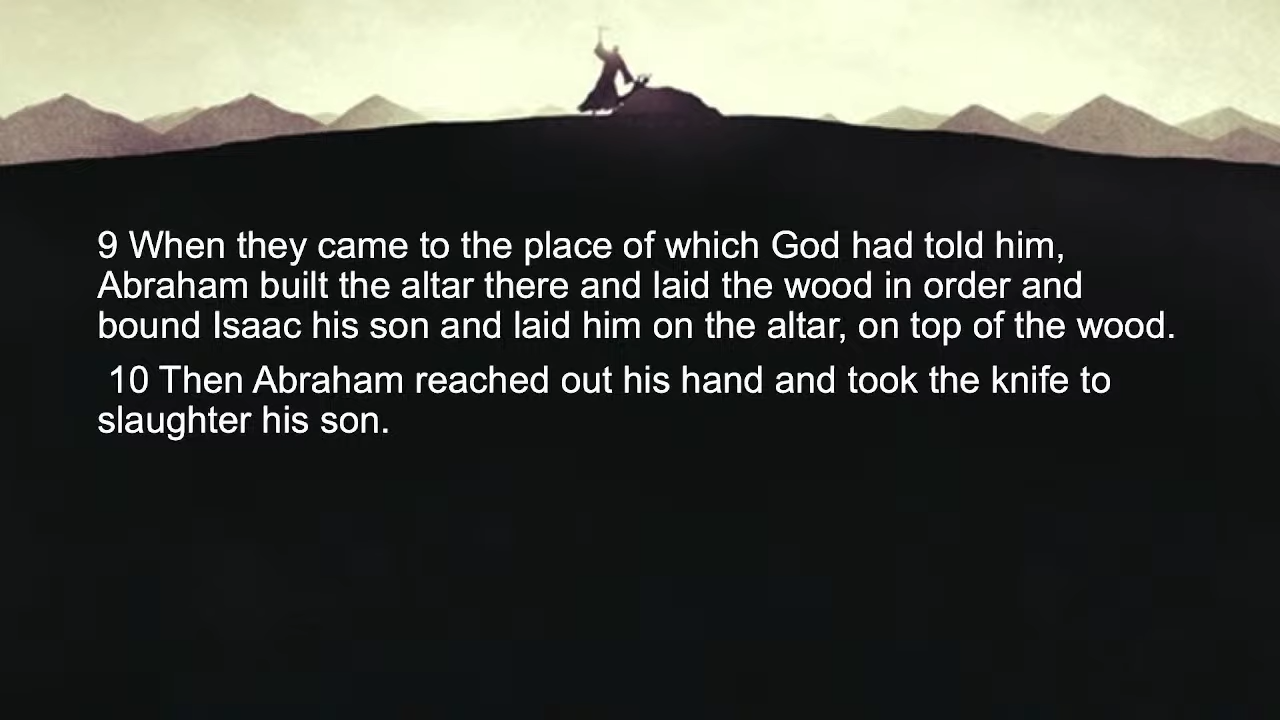 9 When they came to the place of which God had told him,
Abraham built the altar there and laid the wood in order and
bound Isaac his son and laid him on the altar, on top of the wood.
10 Then Abraham reached out his hand and took the knife to
slaughter his son.